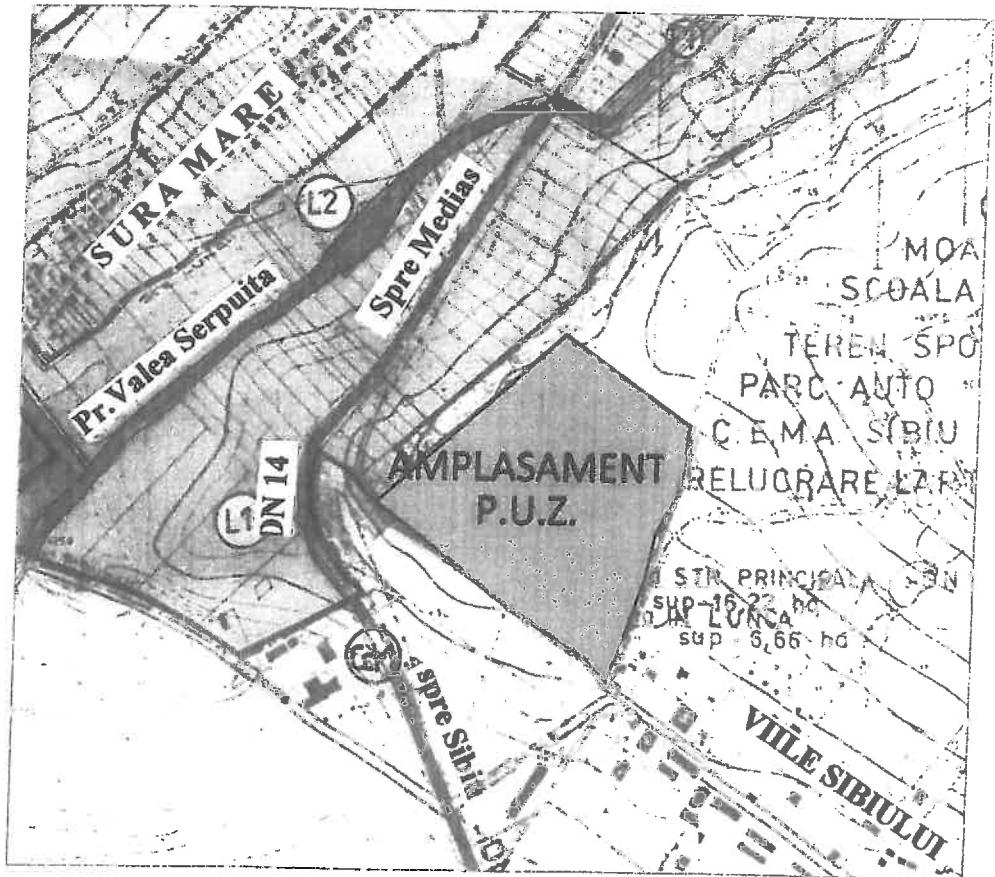 SURA MARE
L2
Spre Medias
Pr. Valea Serpuita
MOA
SCOALA
TEREN SPO
PARC AUTO
C.E.M.A SIBIU
AMPLASAMENT
P.U.Z.
DN 14
L1
STR. PRINCIPALA
sup-16,22 ha
IN LUNCA
sup 6,66 ha
spre Sibiu
VIILE SIBIULUI